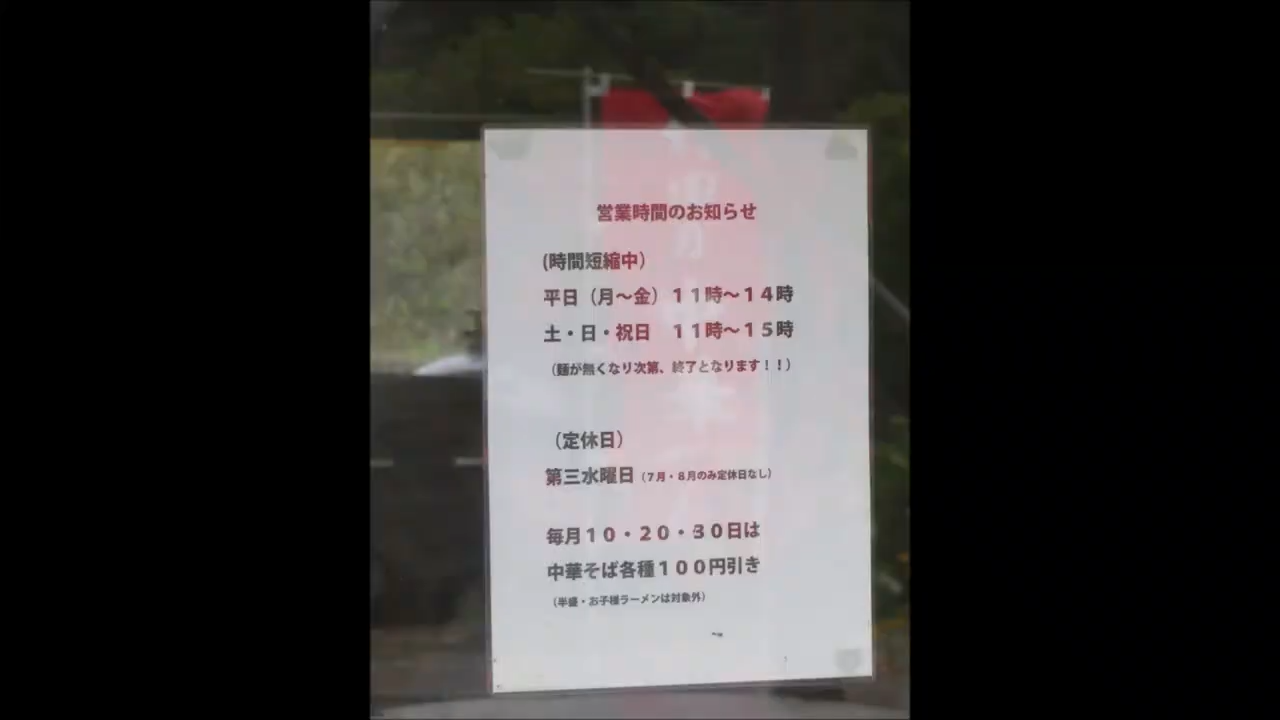 営業時間のお知らせ
(時間短縮中)
平日（月～金）１１時～１４時
土・日・祝日　１１時～１５時
（麺が無くなり次第、終了となります！！）
（定休日）
第三水曜日（７月・８月のみ定休日なし）
毎月１０・２０・３０日は
中華そば各種１００円引き
（半盛・お子様ラーメンは対象外）